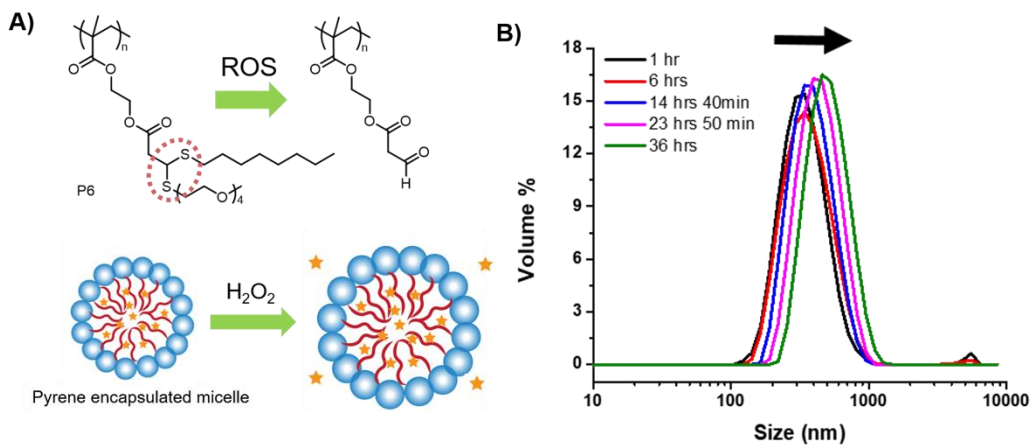 A)
n
n
ROS
O
O
O
O
O
O
O
O
S
S
O
4
O
H
P6
H₂O₂
Pyrene encapsulated micelle
B)
1 hr
6 hrs
14 hrs 40min
23 hrs 50 min
36 hrs
18
15
12
9
6
3
0
Volume %
10
100
1000
10000
Size (nm)